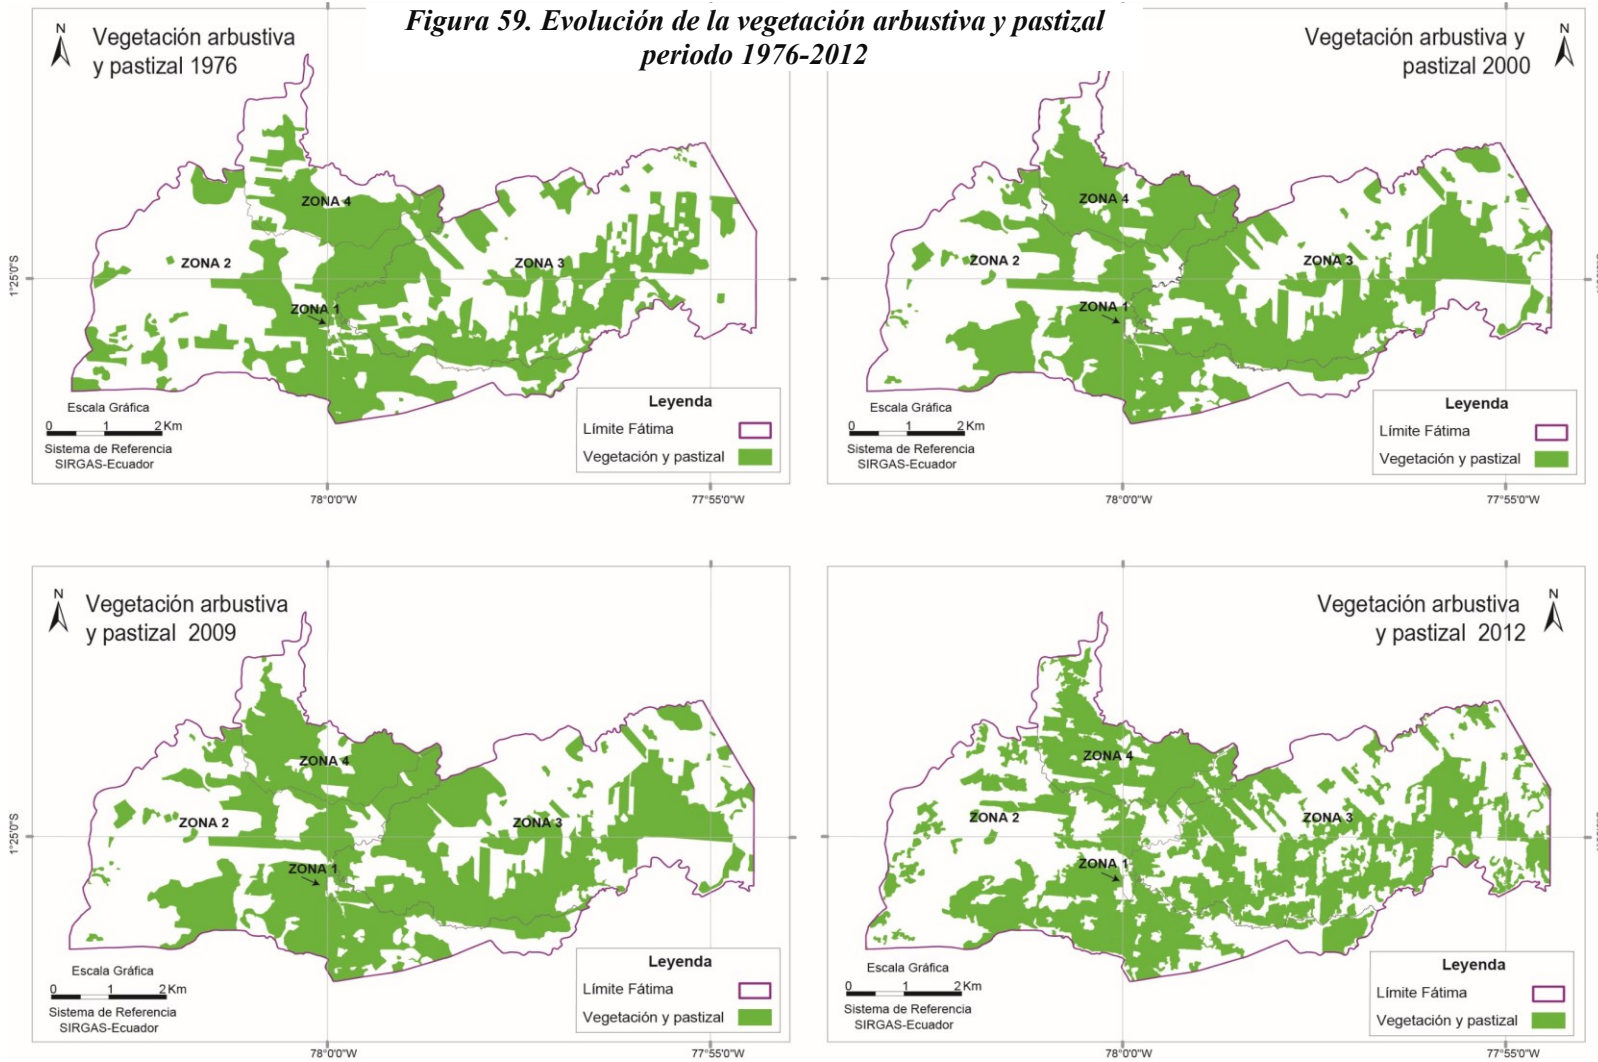 Figura 59. Evolución de la vegetación arbustiva y pastizal
periodo 1976-2012
N
Vegetación arbustiva
y pastizal 1976
ZONA 4
ZONA 2
ZONA 3
ZONA 1
1°25'0"S
Escala Gráfica
0 1 2 Km
Sistema de Referencia
SIRGAS-Ecuador
Leyenda
Límite Fátima
Vegetación y pastizal
78°0'0"W
77°55'0"W
Vegetación arbustiva y
pastizal 2000
N
ZONA 4
ZONA 2
ZONA 3
ZONA 1
Escala Gráfica
0 1 2 Km
Sistema de Referencia
SIRGAS-Ecuador
Leyenda
Límite Fátima
Vegetación y pastizal
78°0'0"W
77°55'0"W
N
Vegetación arbustiva
y pastizal 2009
ZONA 4
ZONA 2
ZONA 3
ZONA 1
1°25'0"S
Escala Gráfica
0 1 2 Km
Sistema de Referencia
SIRGAS-Ecuador
Leyenda
Límite Fátima
Vegetación y pastizal
78°0'0"W
77°55'0"W
Vegetación arbustiva
y pastizal 2012
N
ZONA 4
ZONA 2
ZONA 3
ZONA 1
Escala Gráfica
0 1 2 Km
Sistema de Referencia
SIRGAS-Ecuador
Leyenda
Límite Fátima
Vegetación y pastizal
78°0'0"W
77°55'0"W